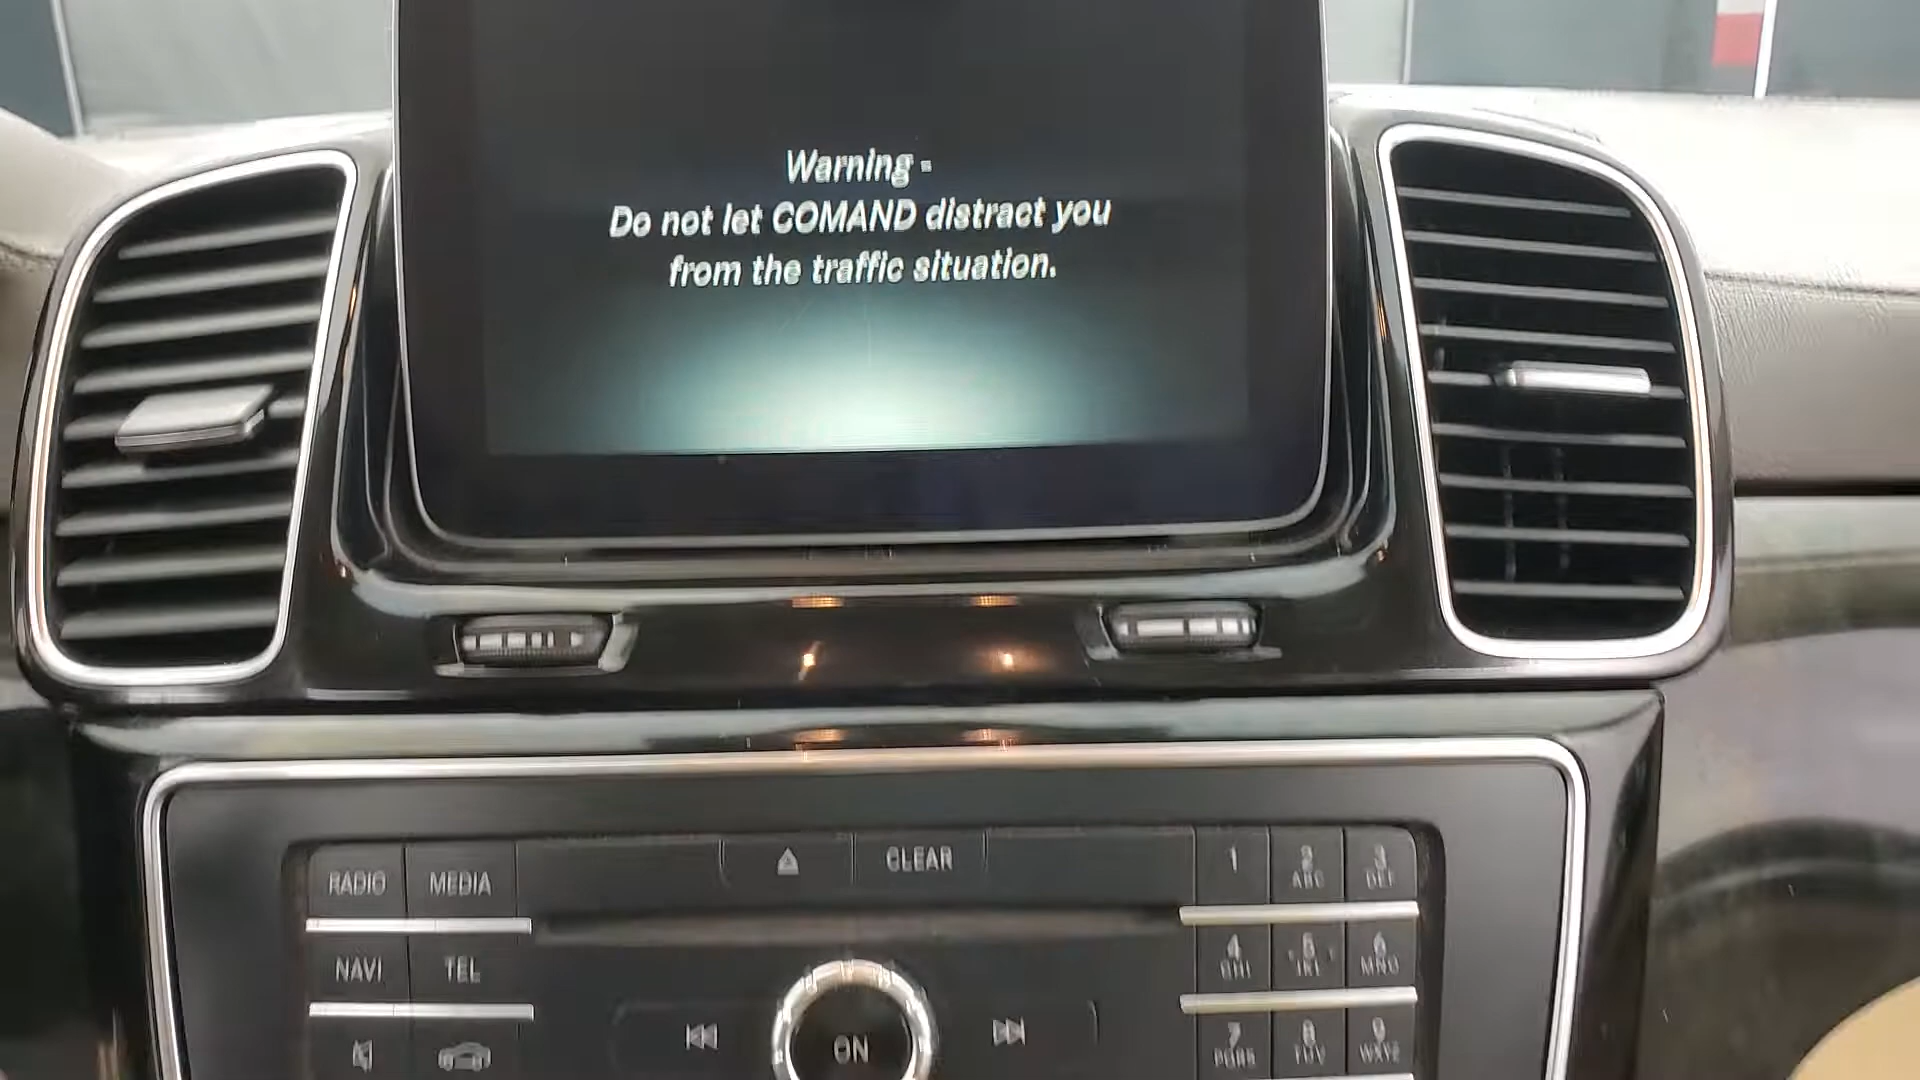 Warning -
Do not let COMAND distract you
from the traffic situation.
CLEAR
RADIO MEDIA
1 2 3
ABC DEF
NAVI TEL
4 5 6
GHI JKL MNO
ON
7 8 9
PQRS TUV WXYZ